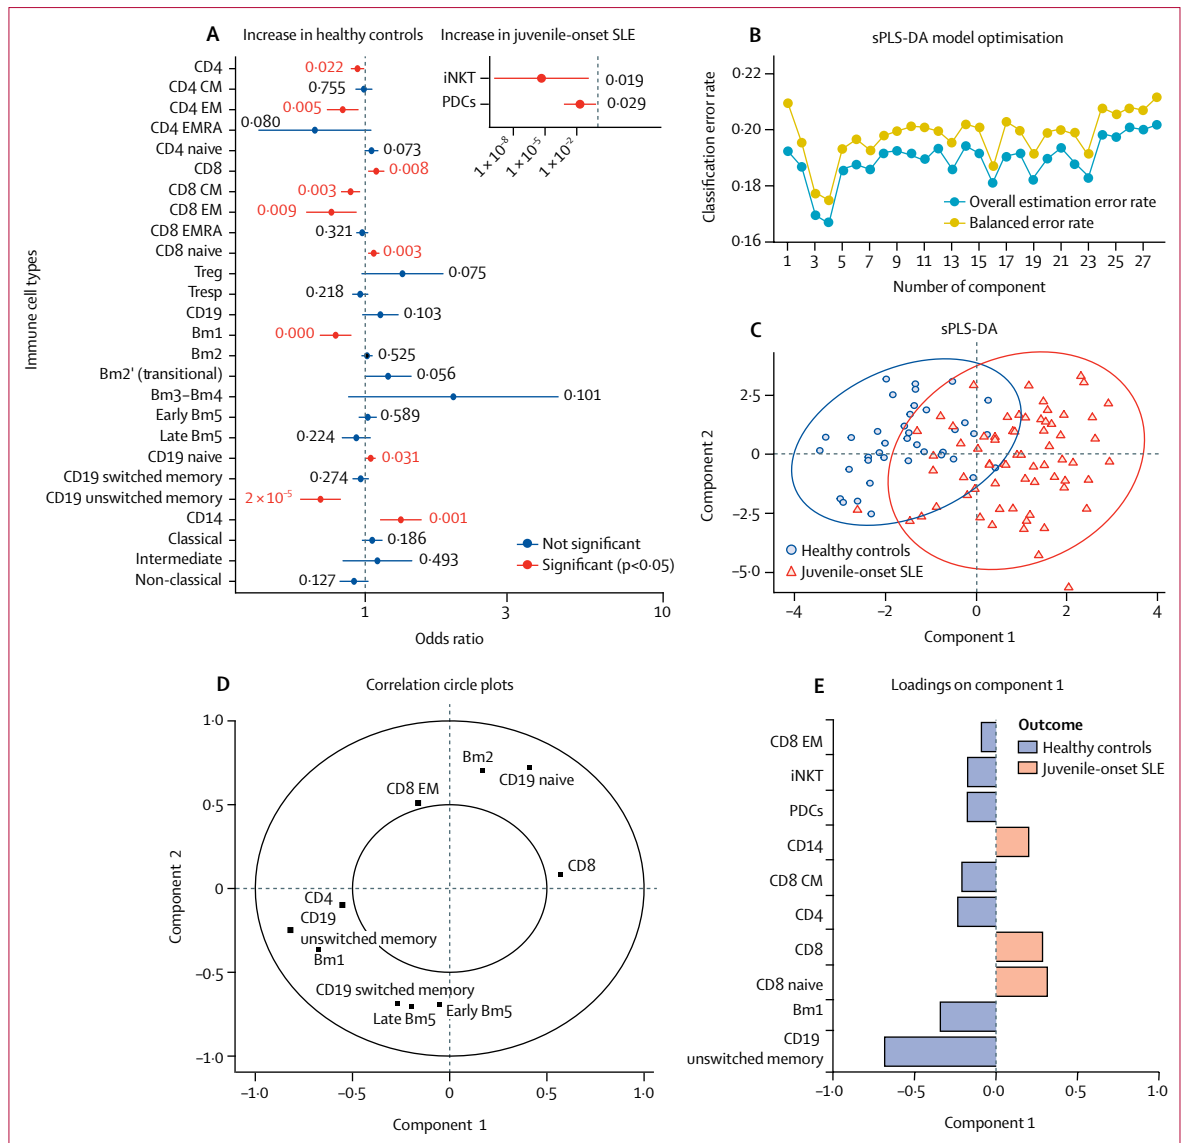 A
Increase in healthy controls
Increase in juvenile-onset SLE
Immune cell types
CD4
0·022
CD4 CM
0·755
CD4 EM
0·005
CD4 EMRA
0·080
CD4 naive
0·073
CD8
0·008
CD8 CM
0·003
CD8 EM
0·009
CD8 EMRA
0·321
CD8 naive
0·003
Treg
0·075
Tresp
0·218
CD19
0·103
Bm1
0·000
Bm2
0·525
Bm2' (transitional)
0·056
Bm3–Bm4
0·101
Early Bm5
0·589
Late Bm5
0·224
CD19 naive
0·031
CD19 switched memory
0·274
CD19 unswitched memory
2 × 10⁻⁵
CD14
0·001
Classical
0·186
Intermediate
0·493
Non-classical
0·127
Not significant
Significant (p<0·05)
1
3
10
Odds ratio
iNKT
0·019
PDCs
0·029
1 × 10⁻⁸
1 × 10⁻⁵
1 × 10⁻²
B
sPLS-DA model optimisation
Classification error rate
0·22
0·20
0·18
0·16
Overall estimation error rate
Balanced error rate
1 3 5 7 9 11 13 15 17 19 21 23 25 27
Number of component
C
sPLS-DA
Component 2
2·5
0
–2·5
–5·0
Healthy controls
Juvenile-onset SLE
–4 –2 0 2 4
Component 1
D
Correlation circle plots
Component 2
1·0
0·5
0
–0·5
–1·0
Bm2
CD19 naive
CD8 EM
CD8
CD4
CD19
unswitched memory
Bm1
CD19 switched memory
Late Bm5
Early Bm5
–1·0 –0·5 0 0·5 1·0
Component 1
E
Loadings on component 1
Outcome
Healthy controls
Juvenile-onset SLE
CD8 EM
iNKT
PDCs
CD14
CD8 CM
CD4
CD8
CD8 naive
Bm1
CD19
unswitched memory
–1·0 –0·5 0·0 0·5 1·0
Component 1